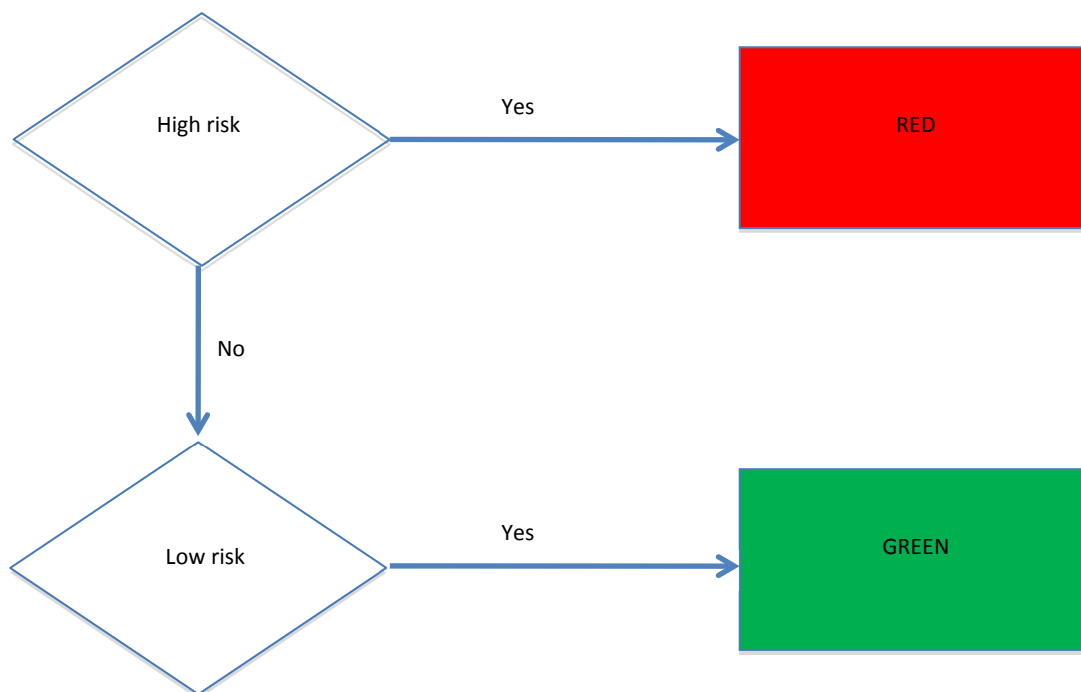 High risk
Yes
RED
No
Low risk
Yes
GREEN